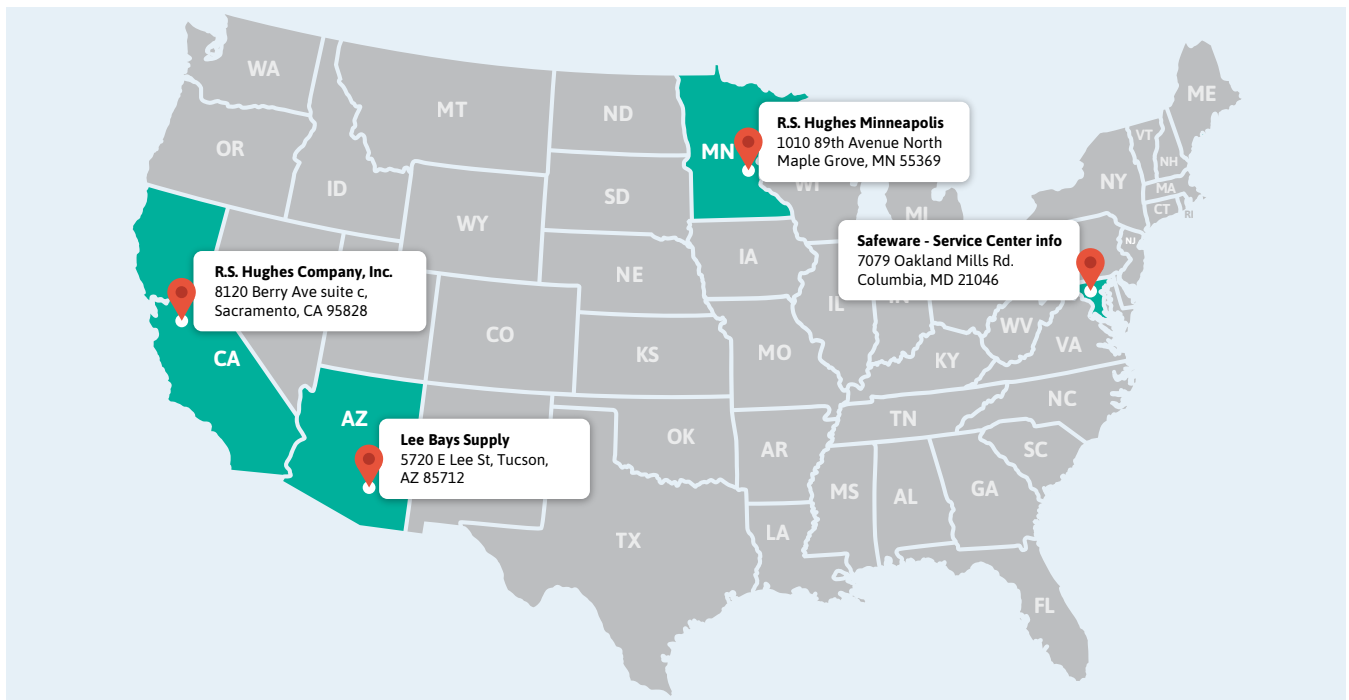 WA
MT
ND
ME
OR
VT
NH
ID
SD
MN
R.S. Hughes Minneapolis
1010 89th Avenue North
Maple Grove, MN 55369
WI
NY
MA
CT
RI
WY
MI
IA
NE
NJ
Safeware - Service Center info
7079 Oakland Mills Rd.
Columbia, MD 21046
R.S. Hughes Company, Inc.
8120 Berry Ave suite c,
Sacramento, CA 95828
IL
IN
WV
VA
CO
KS
MO
KY
CA
AZ
NC
TN
OK
AR
SC
Lee Bays Supply
5720 E Lee St, Tucson,
AZ 85712
MS
AL
GA
LA
TX
FL